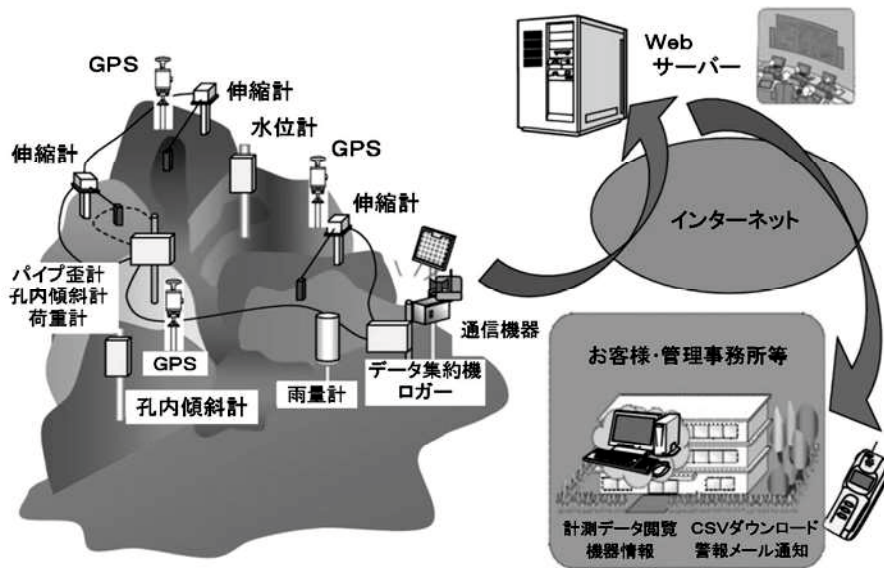 GPS
伸縮計
水位計
GPS
伸縮計
伸縮計
パイプ歪計
孔内傾斜計
荷重計
GPS
孔内傾斜計
雨量計
データ集約機
ロガー
通信機器
Web
サーバー
インターネット
お客様・管理事務所等
計測データ閲覧
機器情報
CSVダウンロード
警報メール通知